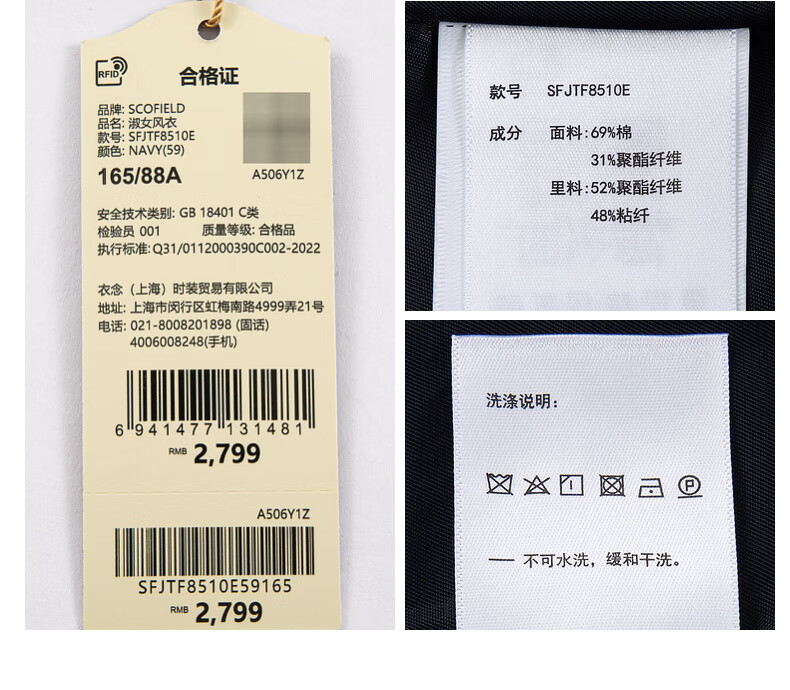 RFID
合格证
品牌: SCOFIELD
品名: 淑女风衣
款号: SFJTF8510E
颜色: NAVY(59)
165/88A
A506Y1Z
安全技术类别: GB 18401 C类
检验员 001 质量等级: 合格品
执行标准: Q31/0112000390C002-2022
衣念（上海）时装贸易有限公司
地址: 上海市闵行区虹梅南路4999弄21号
电话: 021-8008201898 (固话)
4006008248(手机)
6 941477 131481
RMB 2,799
A506Y1Z
SFJTF8510E59165
RMB 2,799
款号 SFJTF8510E
成分 面料:69%棉
31%聚酯纤维
里料:52%聚酯纤维
48%粘纤
洗涤说明:
P
— 不可水洗，缓和干洗。